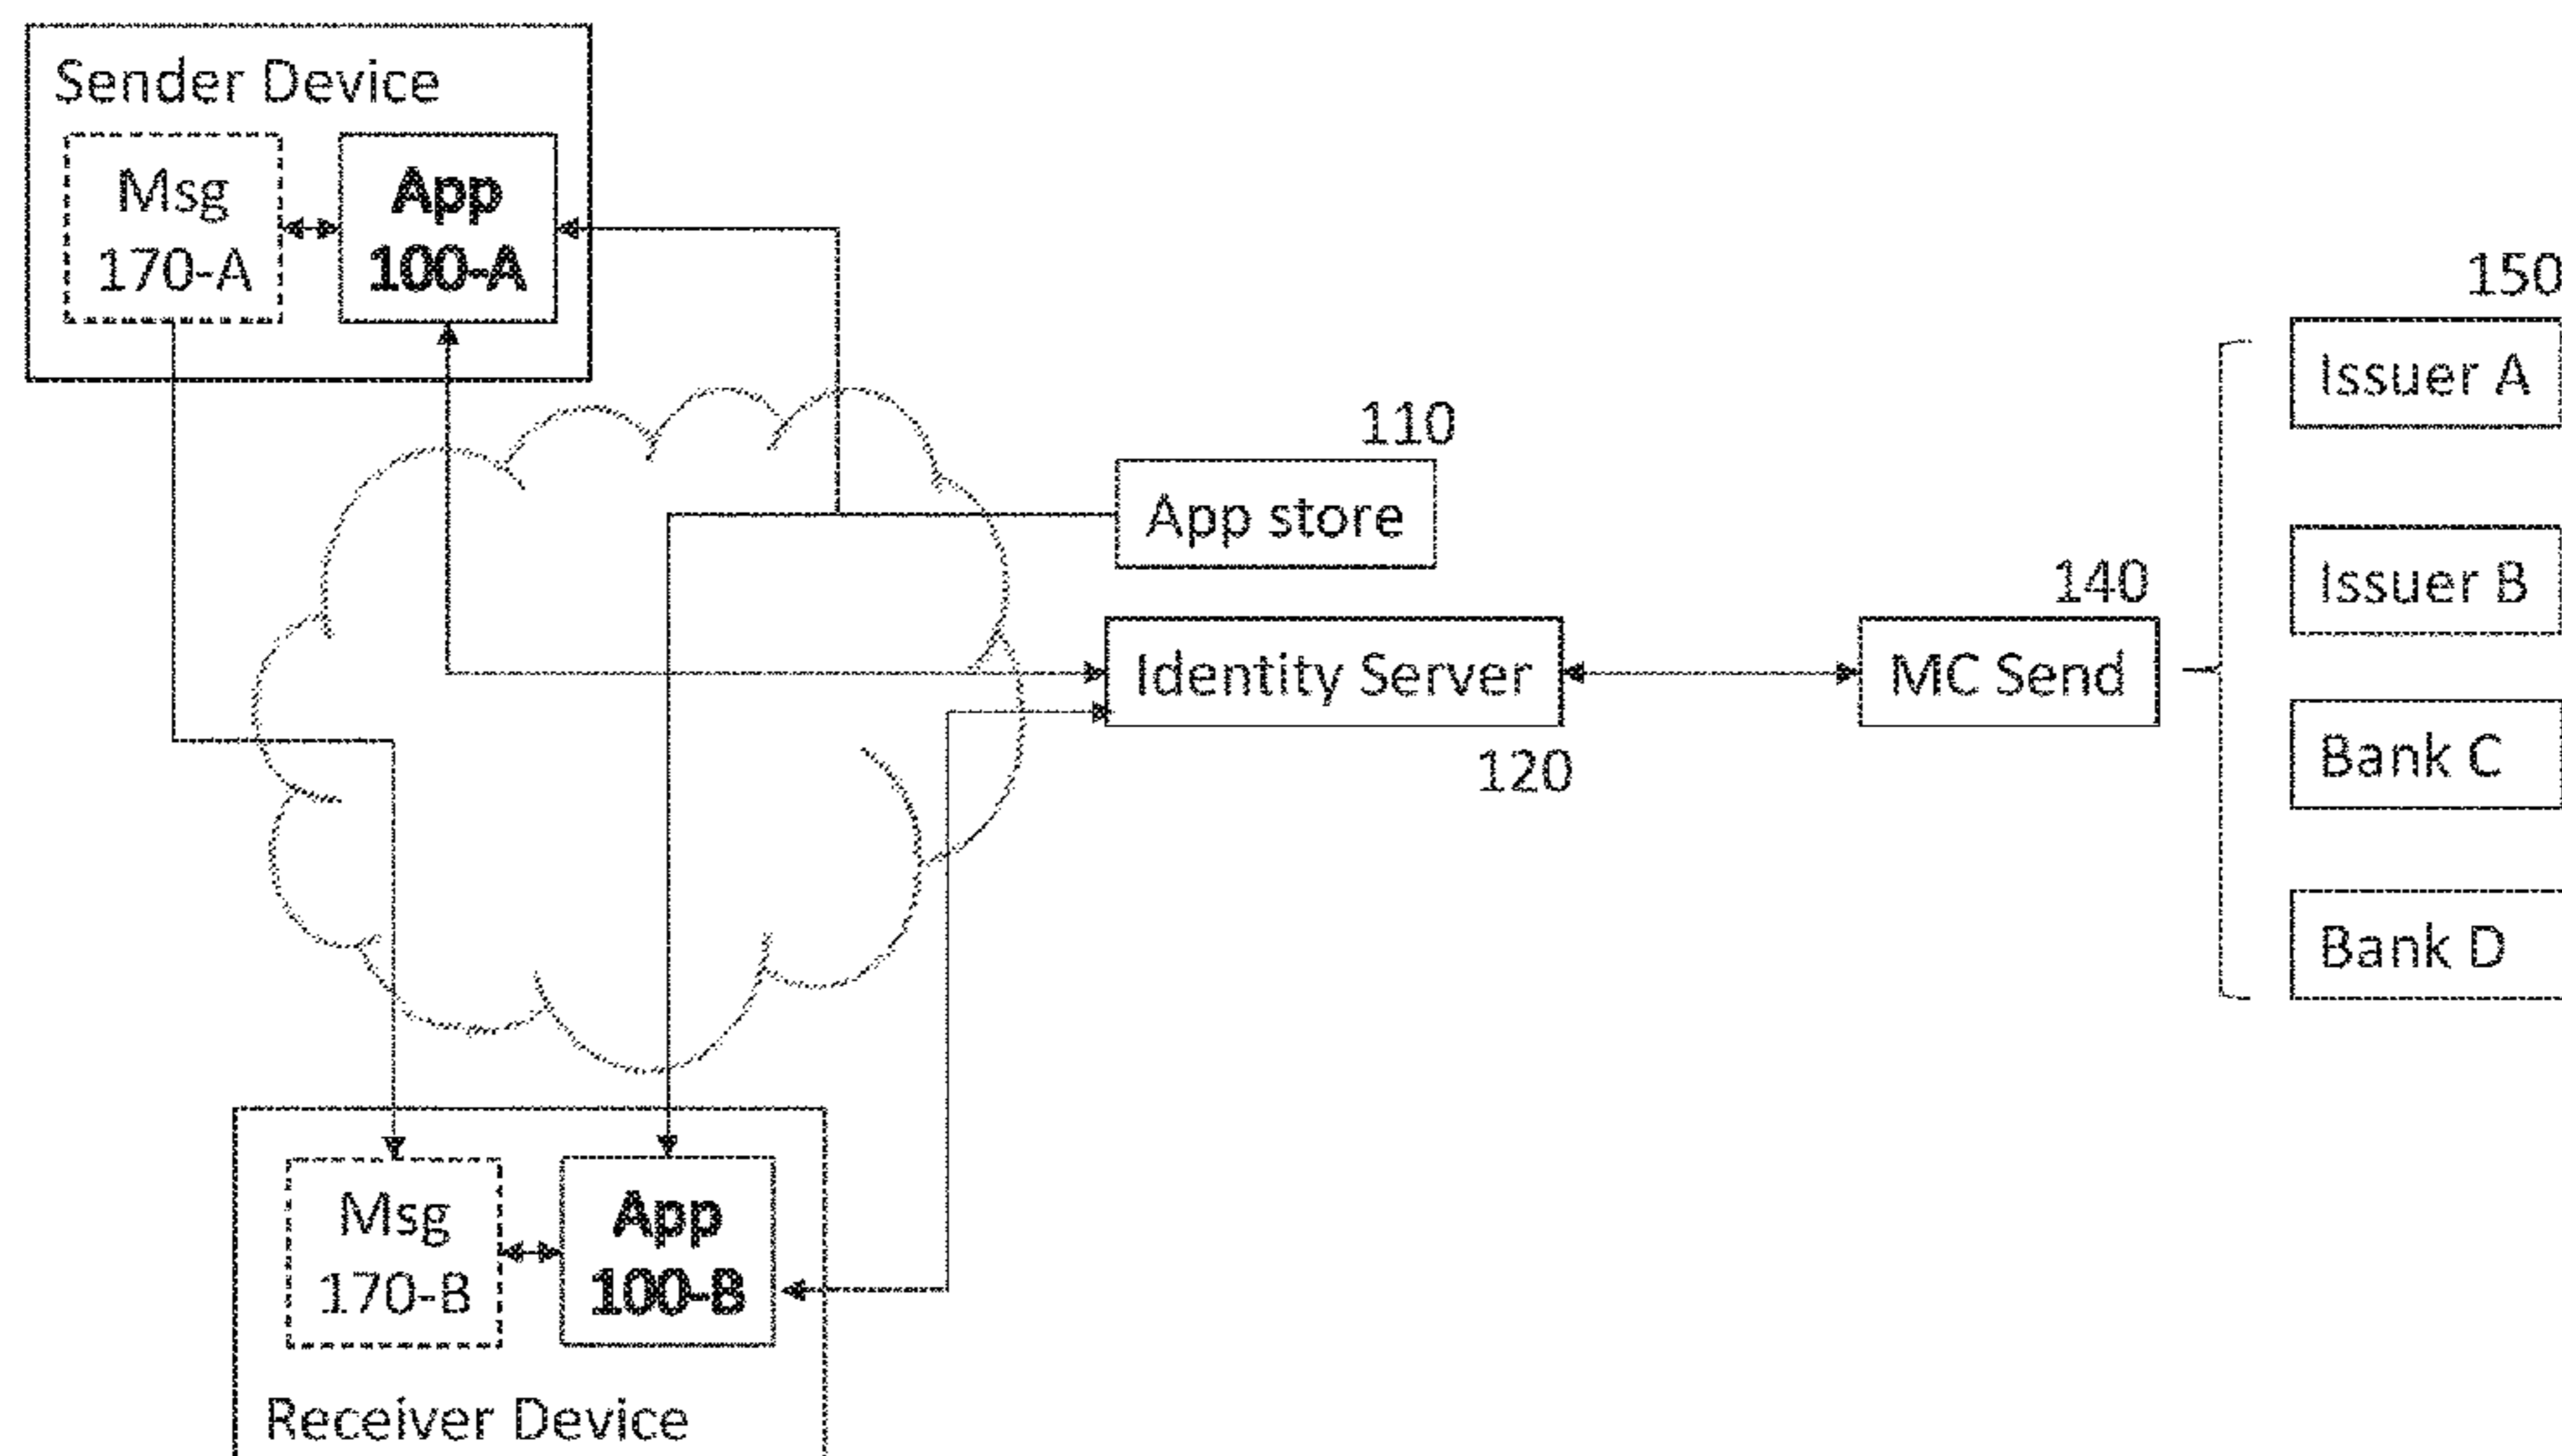 Sender Device
Msg
170-A
App
100-A
150
Issuer A
110
App store
Issuer B
140
Identity Server
MC Send
120
Bank C
Bank D
Msg
170-B
App
100-B
Receiver Device